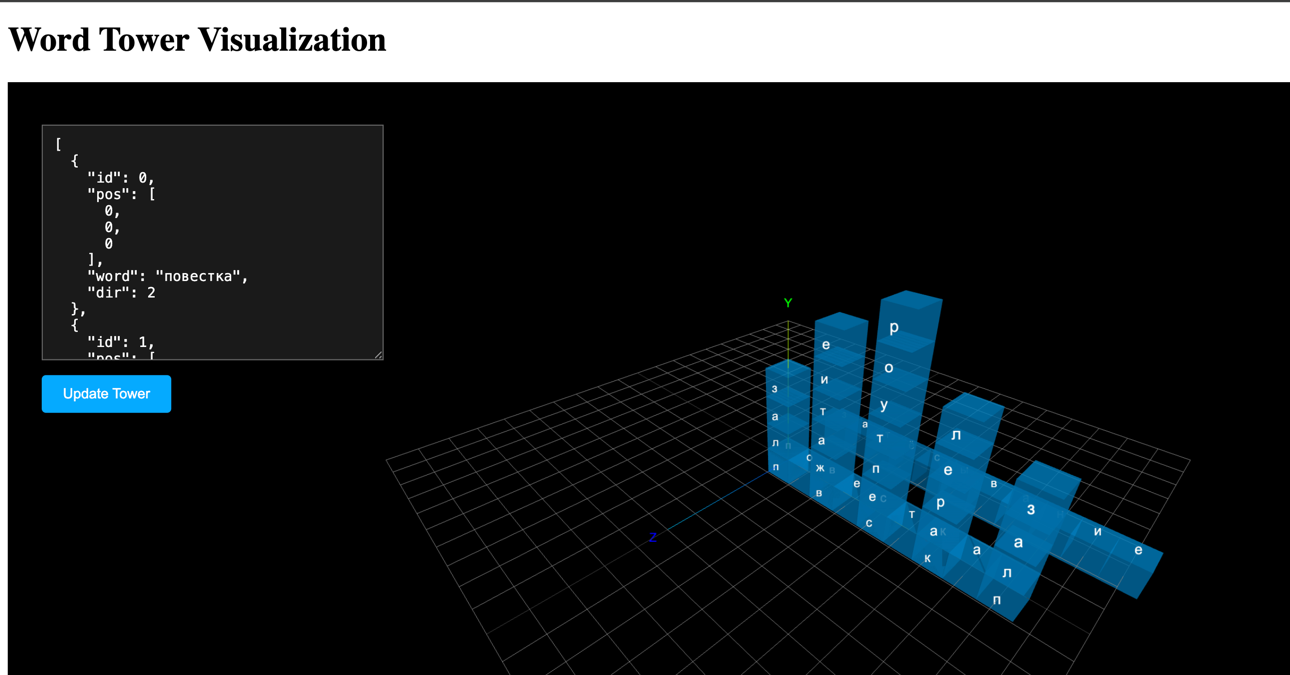 Word Tower Visualization
[
  {
    "id": 0,
    "pos": [
      0,
      0,
      0
    ],
    "word": "повестка",
    "dir": 2
  },
  {
    "id": 1,
    "pos": [
Update Tower
Y
Z
р
о
у
т
п
е
с
е
и
т
а
ж
в
з
а
л
п
л
е
р
а
к
з
а
л
п
а
с
в
и
е
с
е
т
а